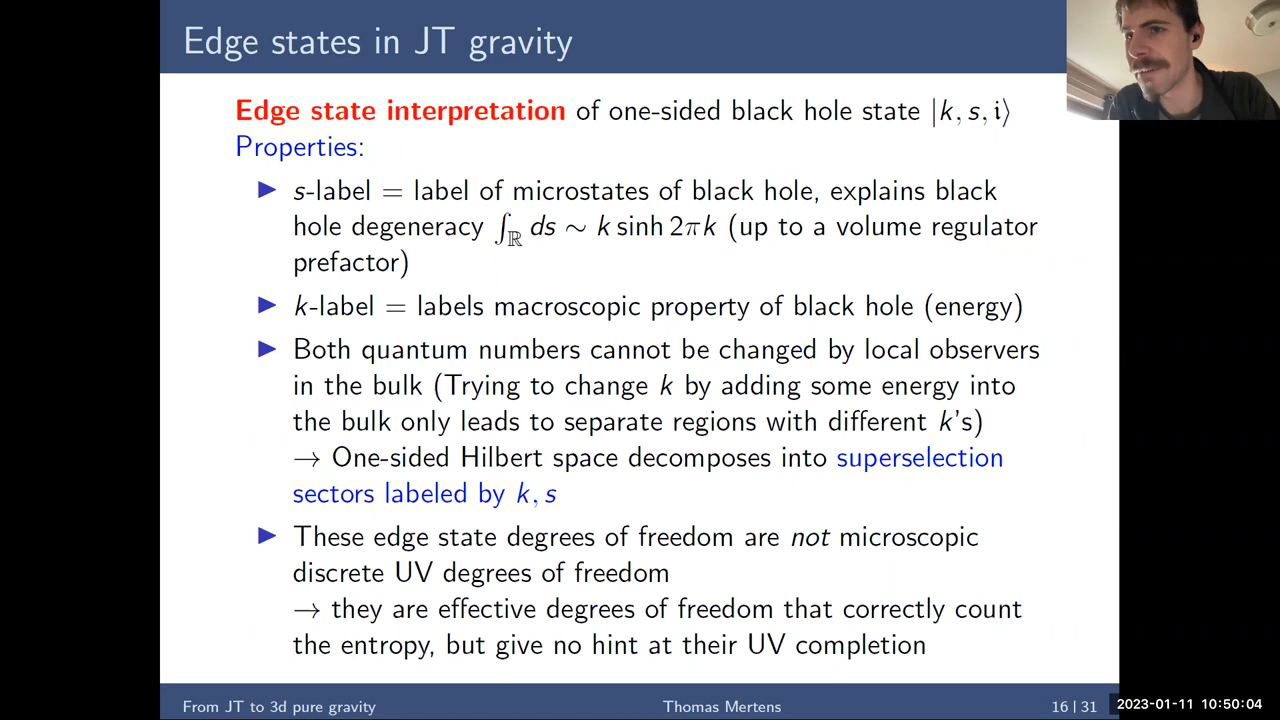 Edge states in JT gravity
Edge state interpretation of one-sided black hole state |k, s, i⟩
Properties:
▶ s-label = label of microstates of black hole, explains black
hole degeneracy ∫_ℝ ds ∼ k sinh 2πk (up to a volume regulator
prefactor)
▶ k-label = labels macroscopic property of black hole (energy)
▶ Both quantum numbers cannot be changed by local observers
in the bulk (Trying to change k by adding some energy into
the bulk only leads to separate regions with different k's)
→ One-sided Hilbert space decomposes into superselection
sectors labeled by k, s
▶ These edge state degrees of freedom are not microscopic
discrete UV degrees of freedom
→ they are effective degrees of freedom that correctly count
the entropy, but give no hint at their UV completion
From JT to 3d pure gravity Thomas Mertens 16 | 31
2023-01-11 10:50:04